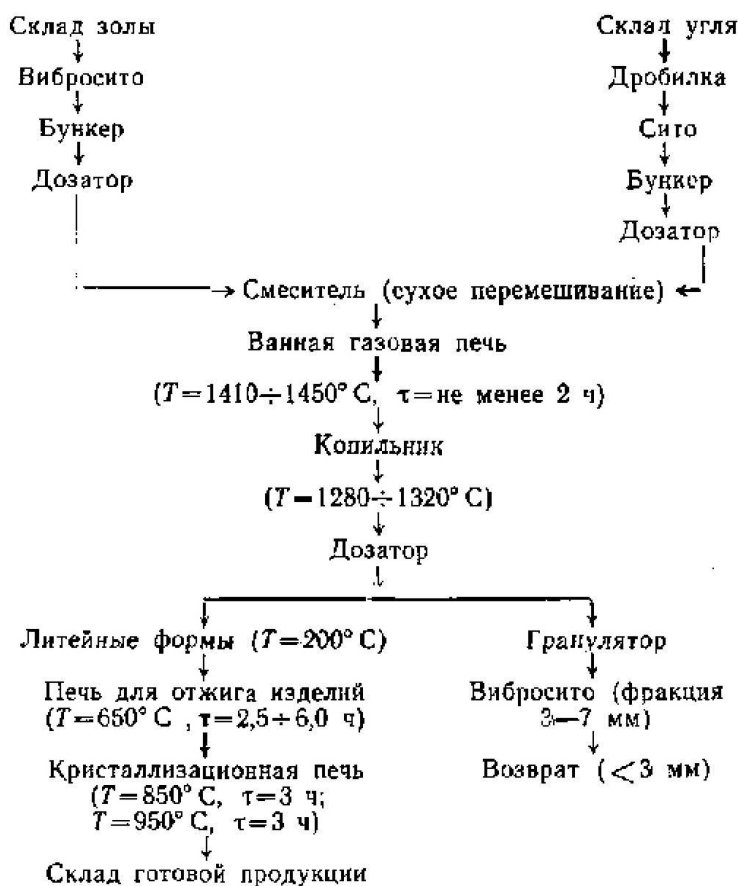 Склад золы
Вибросито
Бункер
Дозатор
Склад угля
Дробилка
Сито
Бункер
Дозатор
Смеситель (сухое перемешивание)
Ванная газовая печь
(T=1410÷1450° С, τ=не менее 2 ч)
Копильник
(T=1280÷1320° С)
Дозатор
Литейные формы (T=200° С)
Печь для отжига изделий
(T=650° С , τ=2,5÷6,0 ч)
Кристаллизационная печь
(T=850° С, τ=3 ч;
T=950° С, τ=3 ч)
Склад готовой продукции
Гранулятор
Вибросито (фракция
3—7 мм)
Возврат (<3 мм)